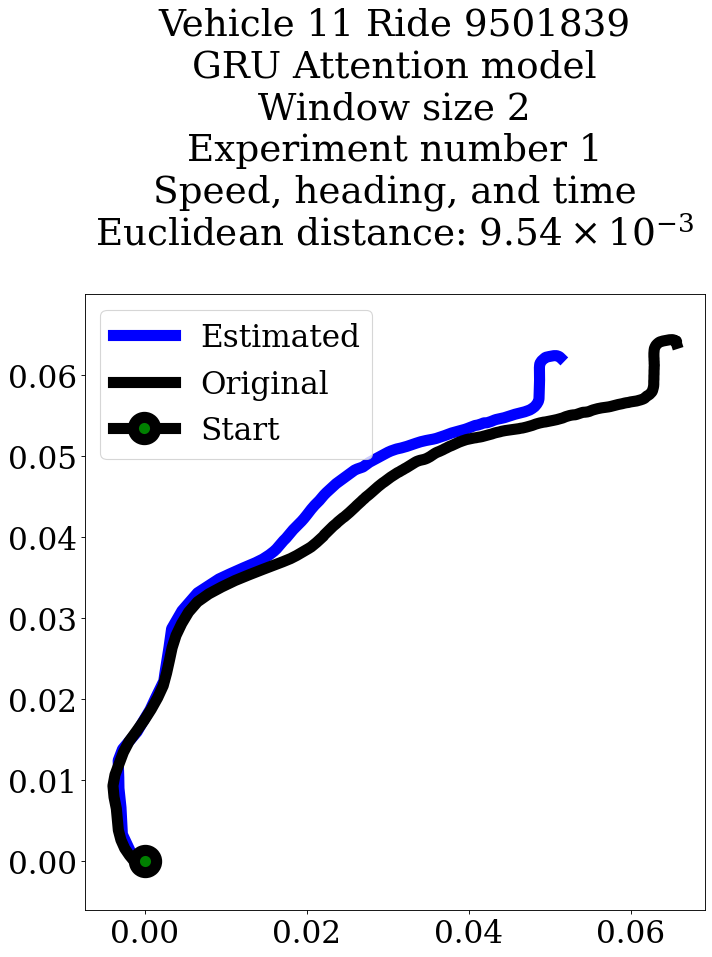 Vehicle 11 Ride 9501839
GRU Attention model
Window size 2
Experiment number 1
Speed, heading, and time
Euclidean distance: 9.54 × 10⁻³
Estimated
Original
Start
0.06
0.05
0.04
0.03
0.02
0.01
0.00
0.00 0.02 0.04 0.06